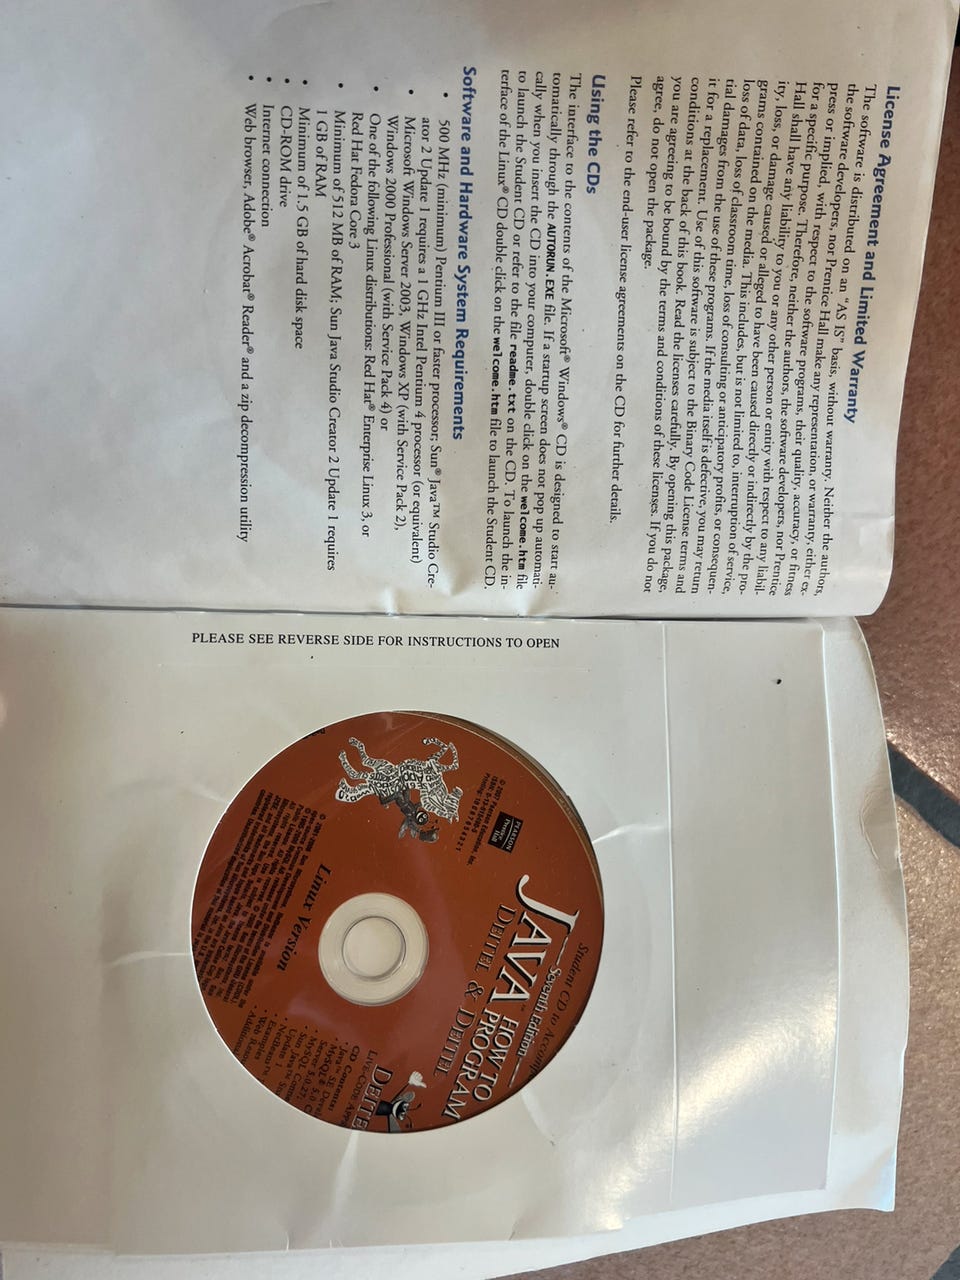 License Agreement and Limited Warranty
The software is distributed on an “AS IS” basis, without warranty. Neither the authors,
the software developers, nor Prentice Hall make any representation, or warranty, either ex-
press or implied, with respect to the software programs, their quality, accuracy, or fitness
for a specific purpose. Therefore, neither the authors, the software developers, nor Prentice
Hall shall have any liability to you or any other person or entity with respect to any liabil-
ity, loss, or damage caused or alleged to have been caused directly or indirectly by the pro-
grams contained on the media. This includes, but is not limited to, interruption of service,
loss of data, loss of classroom time, loss of consulting or anticipatory profits, or consequen-
tial damages from the use of these programs. If the media itself is defective, you may return
it for a replacement. Use of this software is subject to the Binary Code License terms and
conditions at the back of this book. Read the licenses carefully. By opening this package,
you are agreeing to be bound by the terms and conditions of these licenses. If you do not
agree, do not open the package.
Please refer to the end-user license agreements on the CD for further details.
Using the CDs
The interface to the contents of the Microsoft® Windows® CD is designed to start au-
tomatically through the AUTORUN.EXE file. If a startup screen does not pop up automati-
cally when you insert the CD into your computer, double click on the welcome.htm file
to launch the Student CD or refer to the file readme.txt on the CD. To launch the in-
terface of the Linux® CD double click on the welcome.htm file to launch the Student CD.
Software and Hardware System Requirements
• 500 MHz (minimum) Pentium III or faster processor; Sun® Java™ Studio Cre-
ator 2 Update 1 requires a 1 GHz Intel Pentium 4 processor (or equivalent)
• Microsoft Windows Server 2003, Windows XP (with Service Pack 2),
Windows 2000 Professional (with Service Pack 4) or
• One of the following Linux distributions: Red Hat® Enterprise Linux 3, or
Red Hat Fedora Core 3
• Minimum of 512 MB of RAM; Sun Java Studio Creator 2 Update 1 requires
1 GB of RAM
• Minimum of 1.5 GB of hard disk space
• CD-ROM drive
• Internet connection
• Web browser, Adobe® Acrobat® Reader® and a zip decompression utility
PLEASE SEE REVERSE SIDE FOR INSTRUCTIONS TO OPEN
Student CD to Accomp
Seventh Edition
JAVA™ HOW TO
PROGRAM
DEITEL & DEITEL
PEARSON
Prentice
Hall
Pearson Education, Inc.
Linux Version
DEITE
LIVE-CODE APPR
CD Contents: